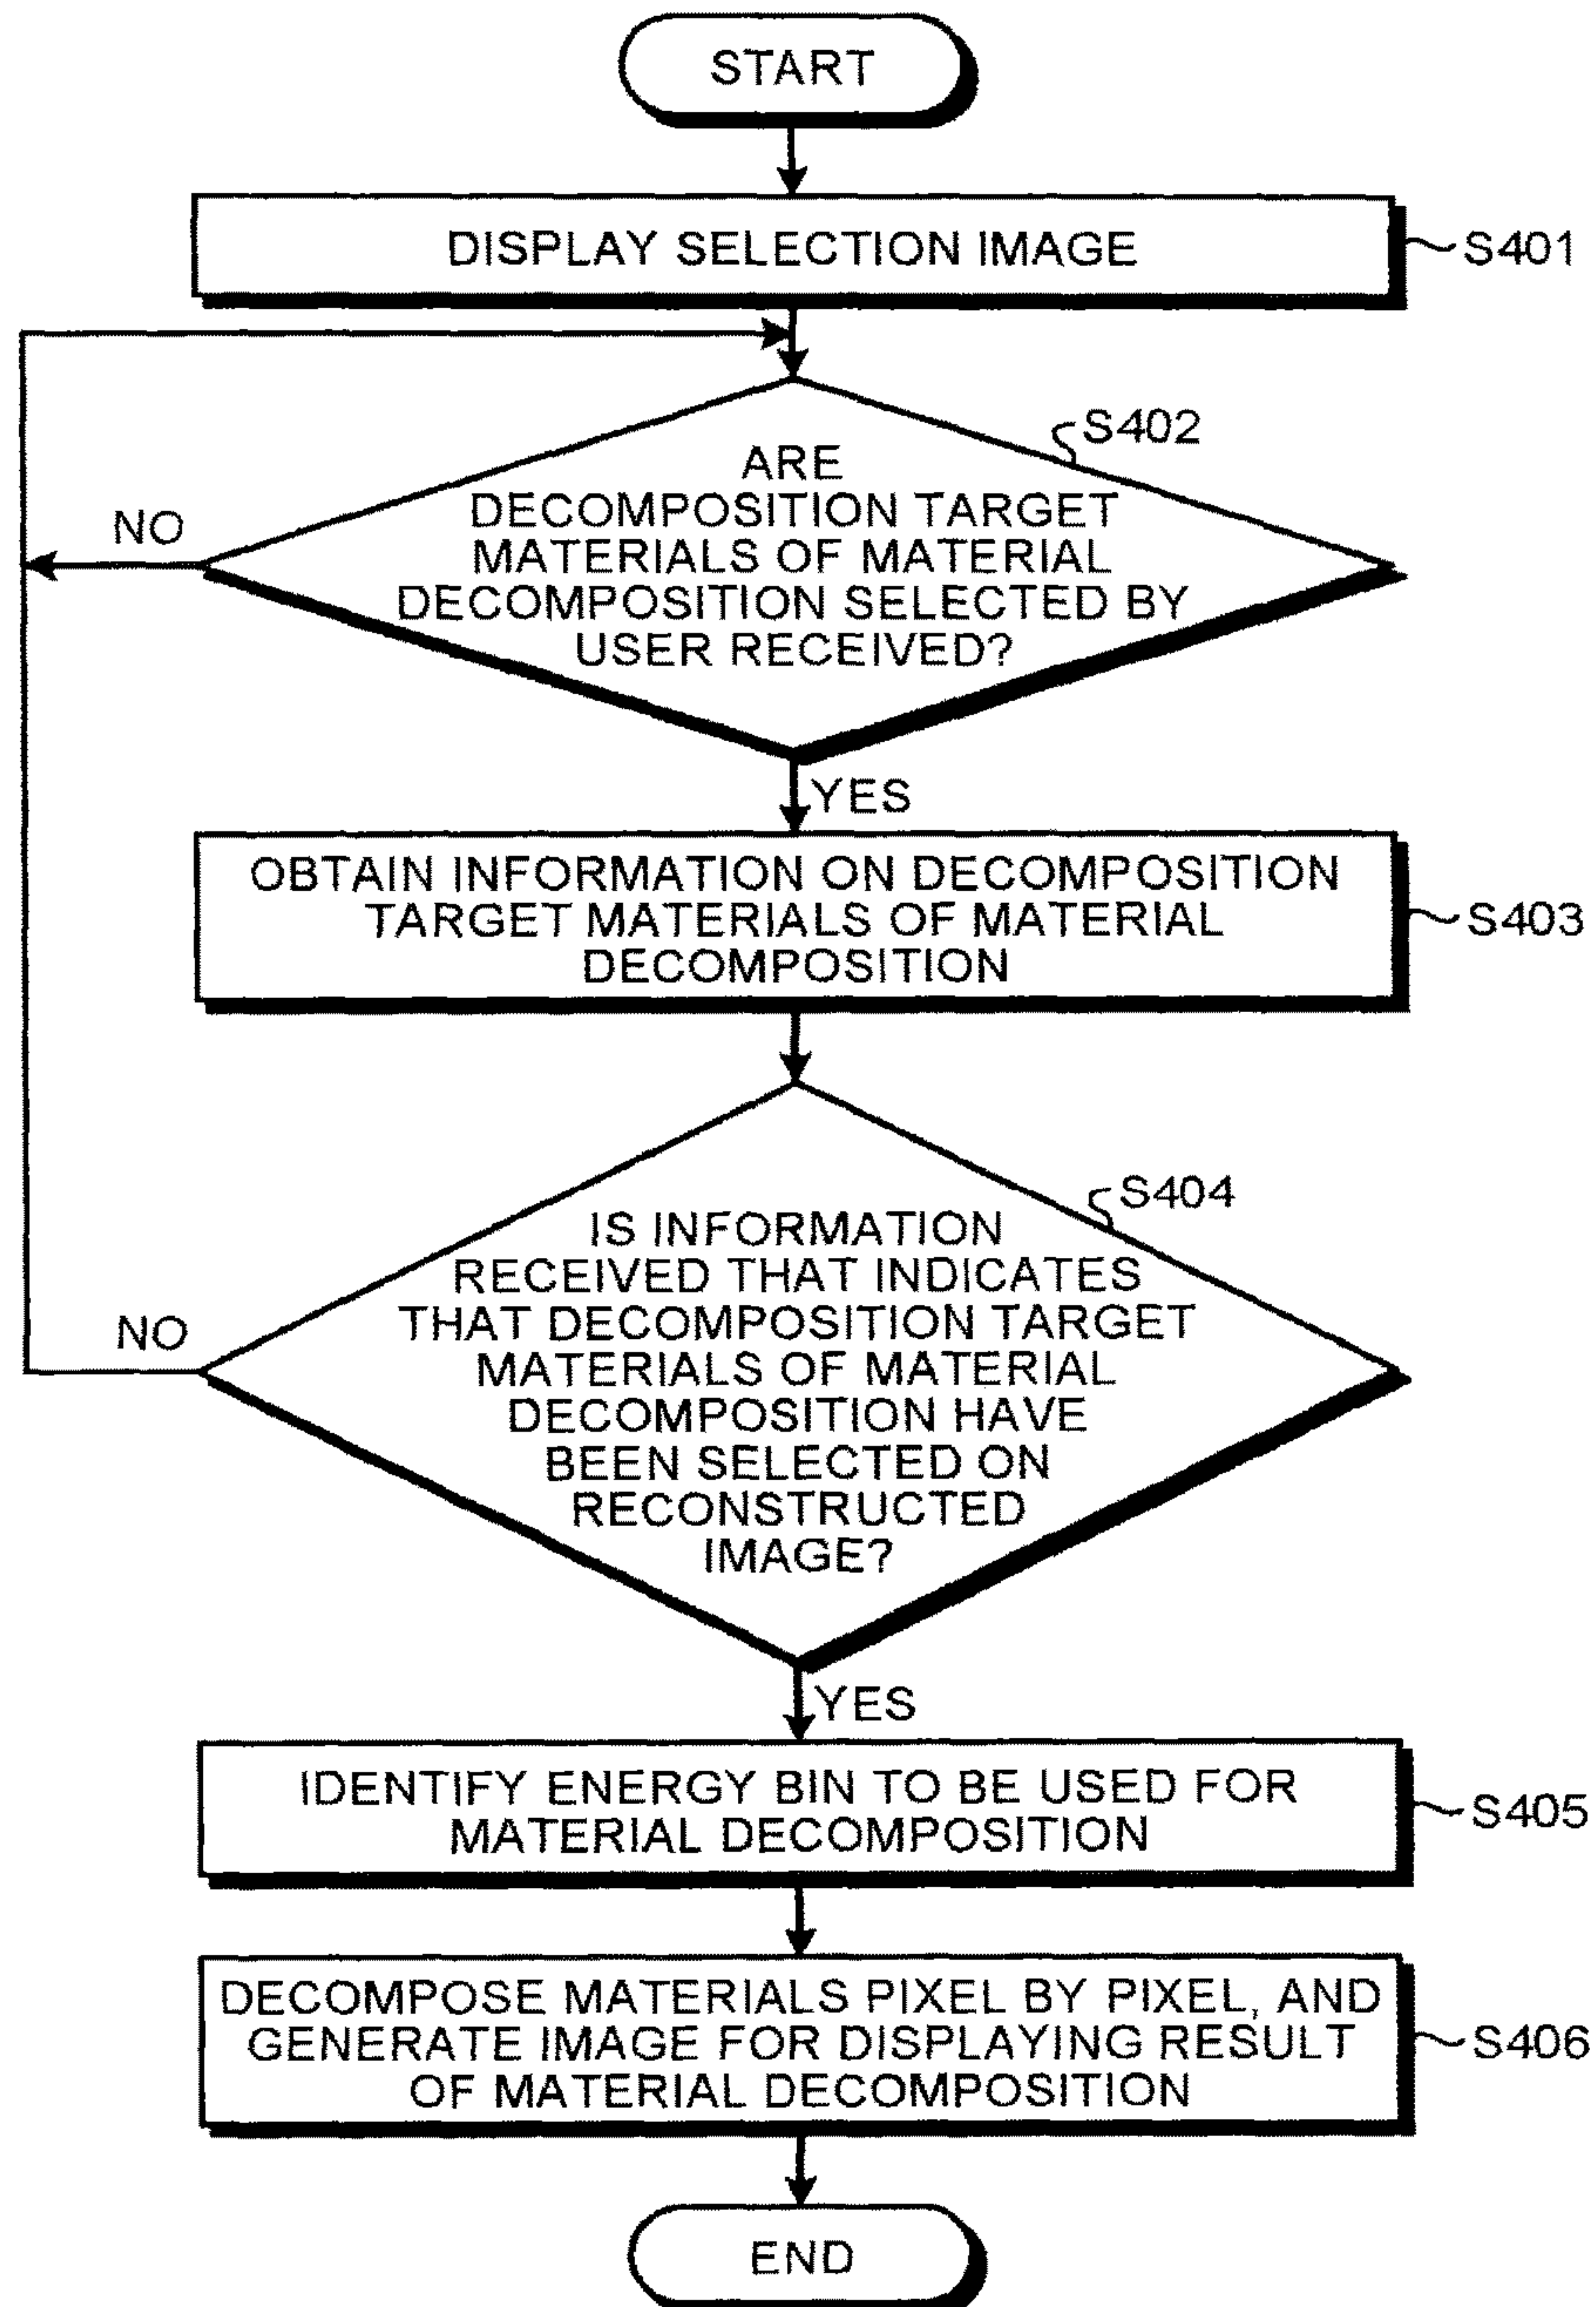 START
DISPLAY SELECTION IMAGE
S401
S402
ARE
DECOMPOSITION TARGET
MATERIALS OF MATERIAL
DECOMPOSITION SELECTED BY
USER RECEIVED?
NO
YES
OBTAIN INFORMATION ON DECOMPOSITION
TARGET MATERIALS OF MATERIAL
DECOMPOSITION
S403
S404
IS INFORMATION
RECEIVED THAT INDICATES
THAT DECOMPOSITION TARGET
MATERIALS OF MATERIAL
DECOMPOSITION HAVE
BEEN SELECTED ON
RECONSTRUCTED
IMAGE?
NO
YES
IDENTIFY ENERGY BIN TO BE USED FOR
MATERIAL DECOMPOSITION
S405
DECOMPOSE MATERIALS PIXEL BY PIXEL, AND
GENERATE IMAGE FOR DISPLAYING RESULT
OF MATERIAL DECOMPOSITION
S406
END